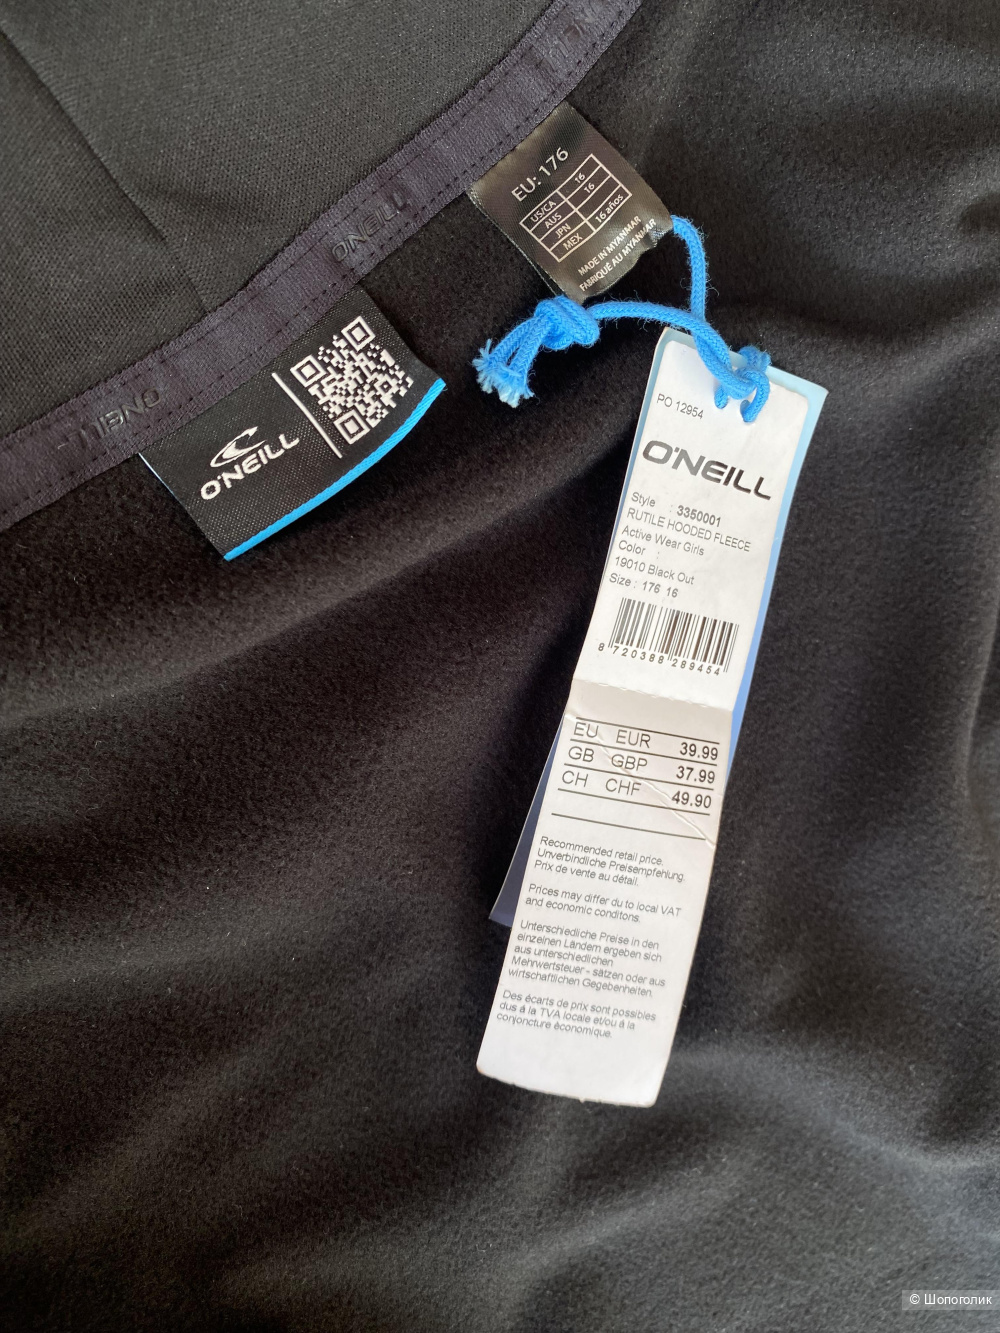 O'NEILL
O'NEILL
O'NEILL
EU: 176
US/CA 16
AUS 16
JPN
MEX 16 años
MADE IN MYANMAR
FABRIQUÉ AU MYANMAR
PO 12954
O'NEILL
Style : 3350001
RUTILE HOODED FLEECE
Active Wear Girls
Color :
19010 Black Out
Size : 176 16
8 720388 289454
EU EUR 39.99
GB GBP 37.99
CH CHF 49.90
Recommended retail price.
Unverbindliche Preisempfehlung.
Prix de vente au détail.
Prices may differ du to local VAT
and economic conditons.
Unterschiedliche Preise in den
einzelnen Ländern ergeben sich
aus unterschiedlichen
Mehrwertsteuer - sätzen oder aus
wirtschaftlichen Gegebenheiten.
Des écarts de prix sont possibles
dus á la TVA locale et/ou á la
conjoncture économique.
© Шопоголик